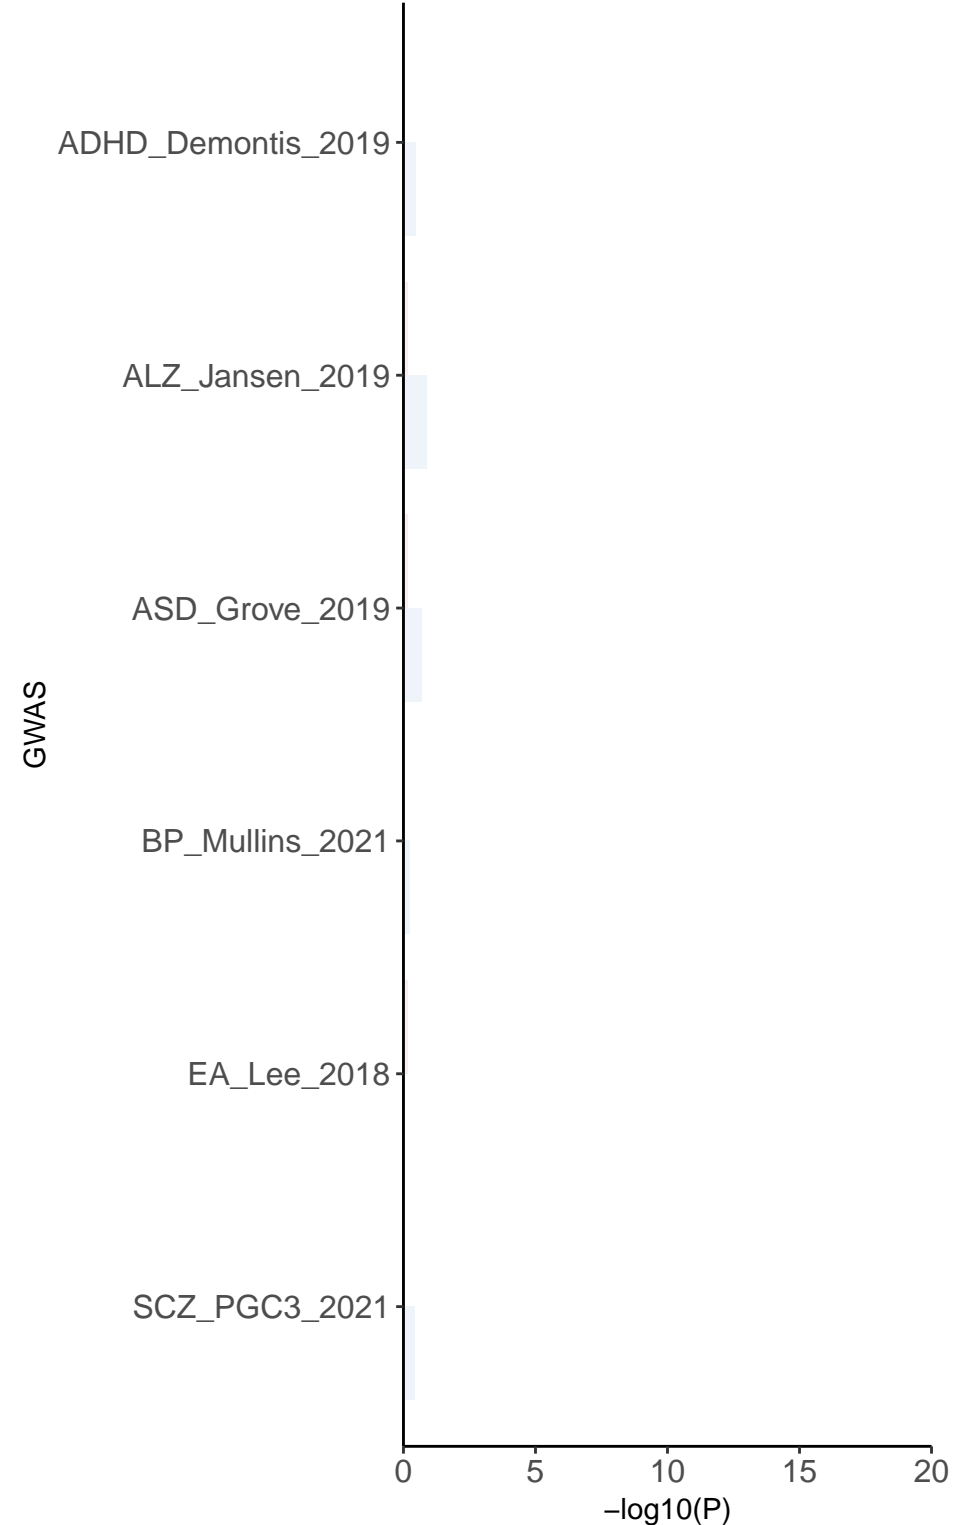 ADHD_Demontis_2019
ALZ_Jansen_2019
ASD_Grove_2019
GWAS
BP_Mullins_2021
EA_Lee_2018
SCZ_PGC3_2021
0 5 10 15 20
−log10(P)